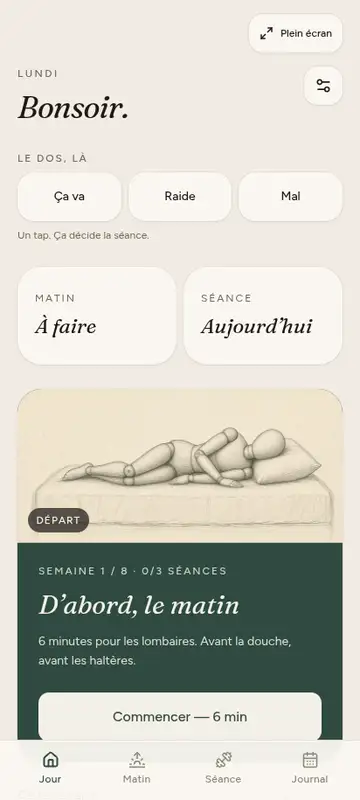 Plein écran
LUNDI
Bonsoir.
LE DOS, LÀ
Ça va
Raide
Mal
Un tap. Ça décide la séance.
MATIN
À faire
SÉANCE
Aujourd’hui
DÉPART
SEMAINE 1 / 8 · 0/3 SÉANCES
D’abord, le matin
6 minutes pour les lombaires. Avant la douche,
avant les haltères.
Commencer — 6 min
Jour
Matin
Séance
Journal